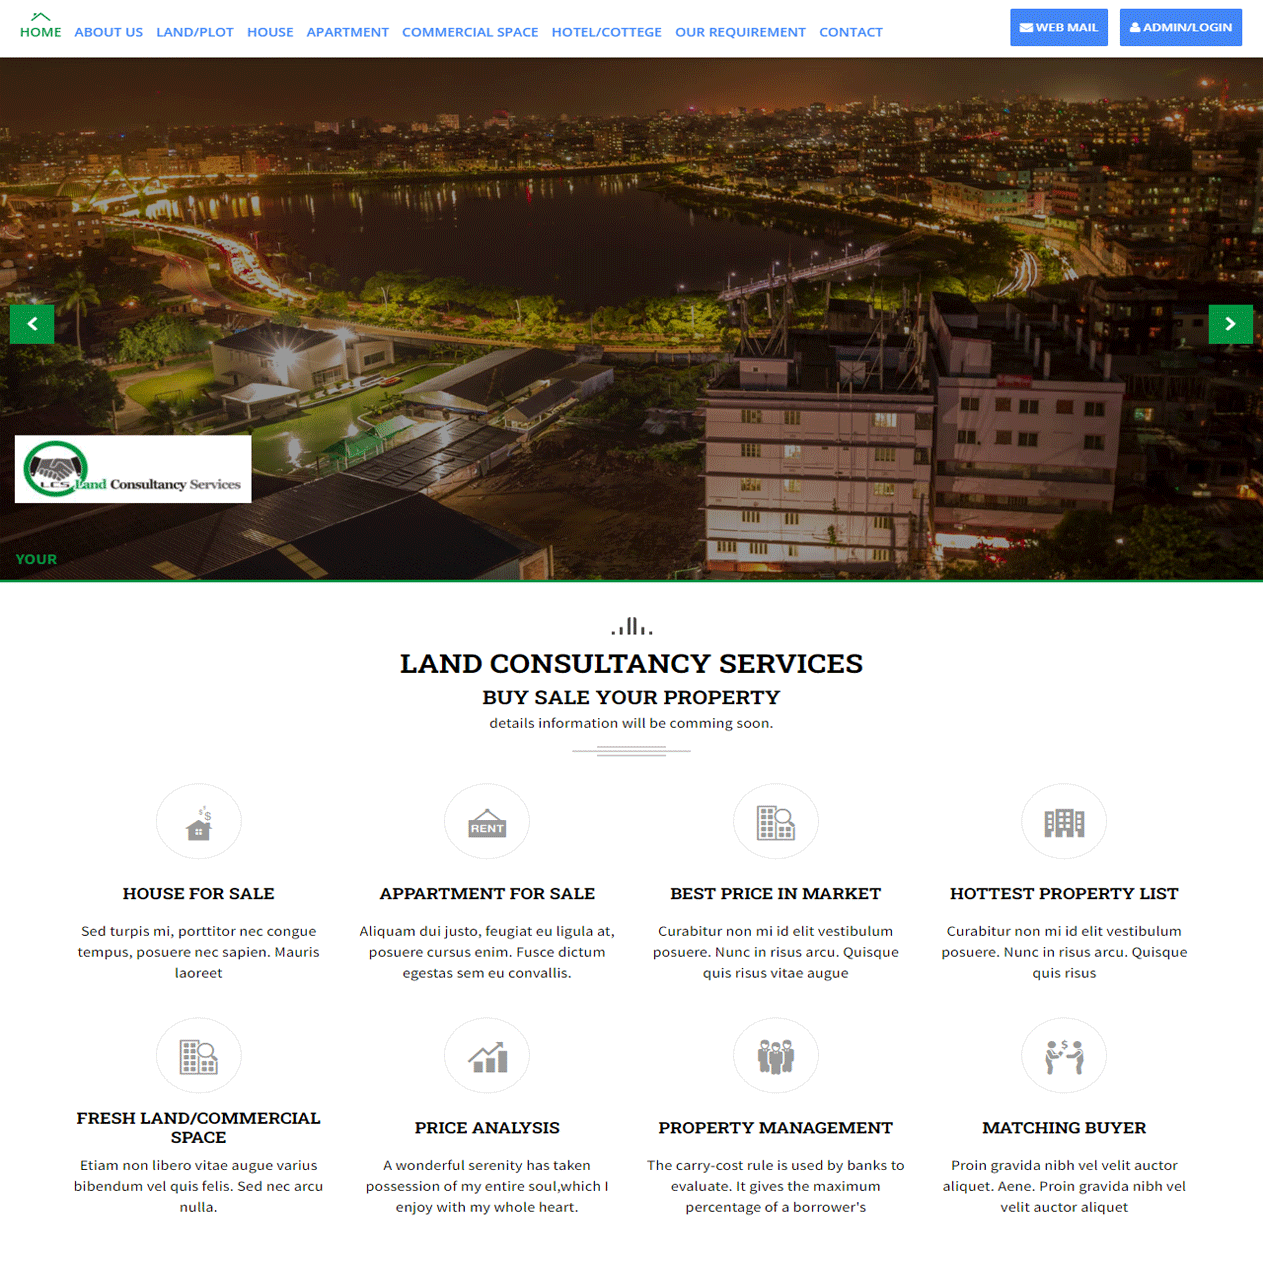 HOME ABOUT US LAND/PLOT HOUSE APARTMENT COMMERCIAL SPACE HOTEL/COTTEGE OUR REQUIREMENT CONTACT WEB MAIL ADMIN/LOGIN
LCS Land Consultancy Services
YOUR
LAND CONSULTANCY SERVICES
BUY SALE YOUR PROPERTY
details information will be comming soon.
RENT
HOUSE FOR SALE
Sed turpis mi, porttitor nec congue
tempus, posuere nec sapien. Mauris
laoreet
APPARTMENT FOR SALE
Aliquam dui justo, feugiat eu ligula at,
posuere cursus enim. Fusce dictum
egestas sem eu convallis.
BEST PRICE IN MARKET
Curabitur non mi id elit vestibulum
posuere. Nunc in risus arcu. Quisque
quis risus vitae augue
HOTTEST PROPERTY LIST
Curabitur non mi id elit vestibulum
posuere. Nunc in risus arcu. Quisque
quis risus
FRESH LAND/COMMERCIAL
SPACE
Etiam non libero vitae augue varius
bibendum vel quis felis. Sed nec arcu
nulla.
PRICE ANALYSIS
A wonderful serenity has taken
possession of my entire soul,which I
enjoy with my whole heart.
PROPERTY MANAGEMENT
The carry-cost rule is used by banks to
evaluate. It gives the maximum
percentage of a borrower's
MATCHING BUYER
Proin gravida nibh vel velit auctor
aliquet. Aene. Proin gravida nibh vel
velit auctor aliquet